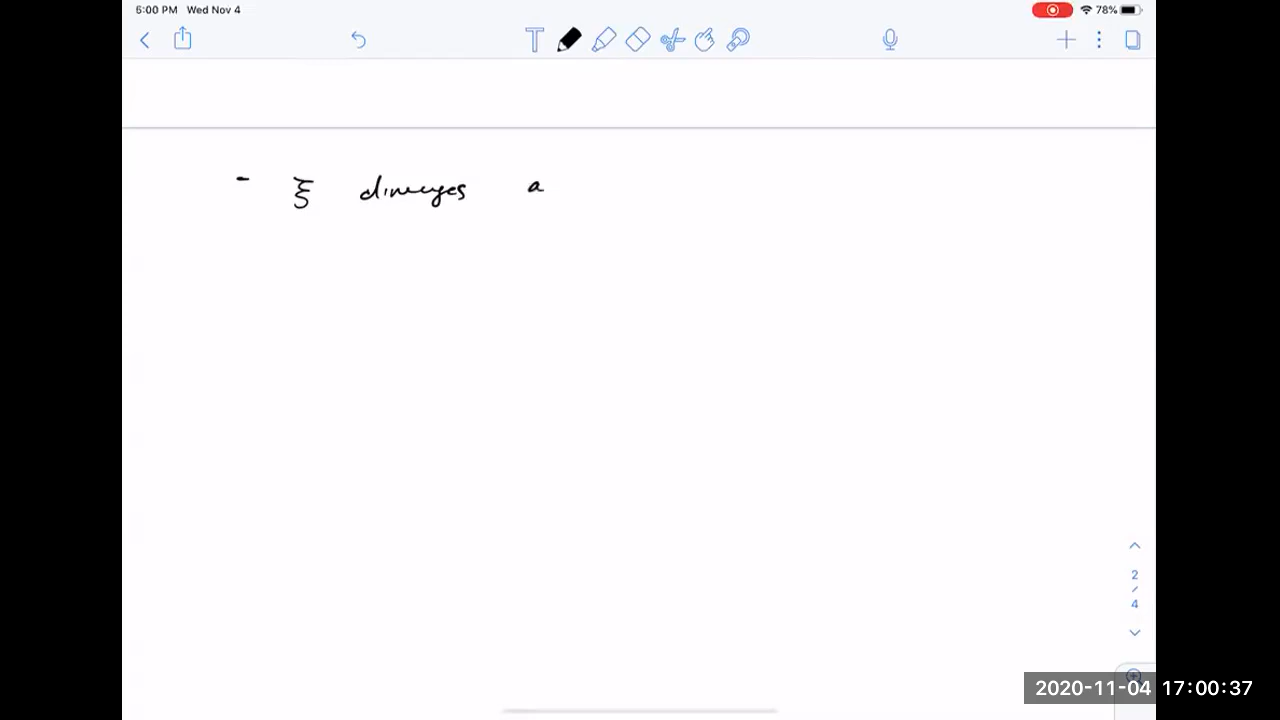 6:00 PM Wed Nov 4
78%
T
- ξ diverges a
2
/
4
2020-11-04 17:00:37